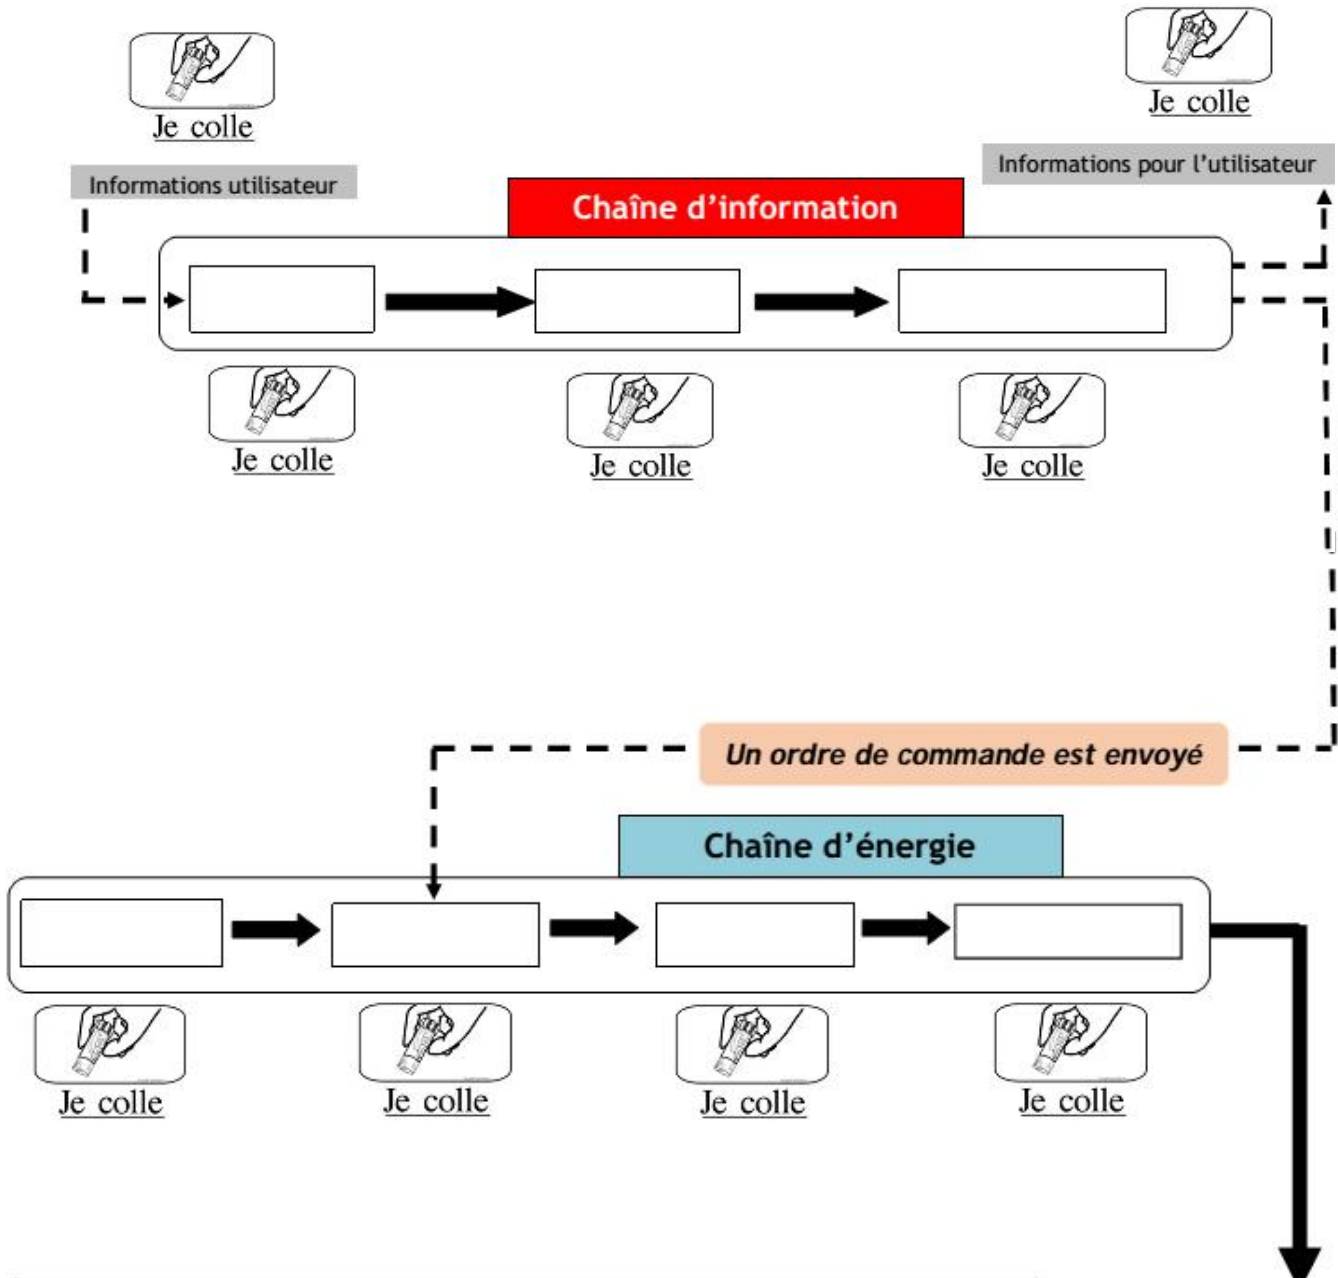 Je colle
Je colle
Informations utilisateur
Informations pour l'utilisateur
Chaîne d'information
Je colle
Je colle
Je colle
Un ordre de commande est envoyé
Chaîne d'énergie
Je colle
Je colle
Je colle
Je colle